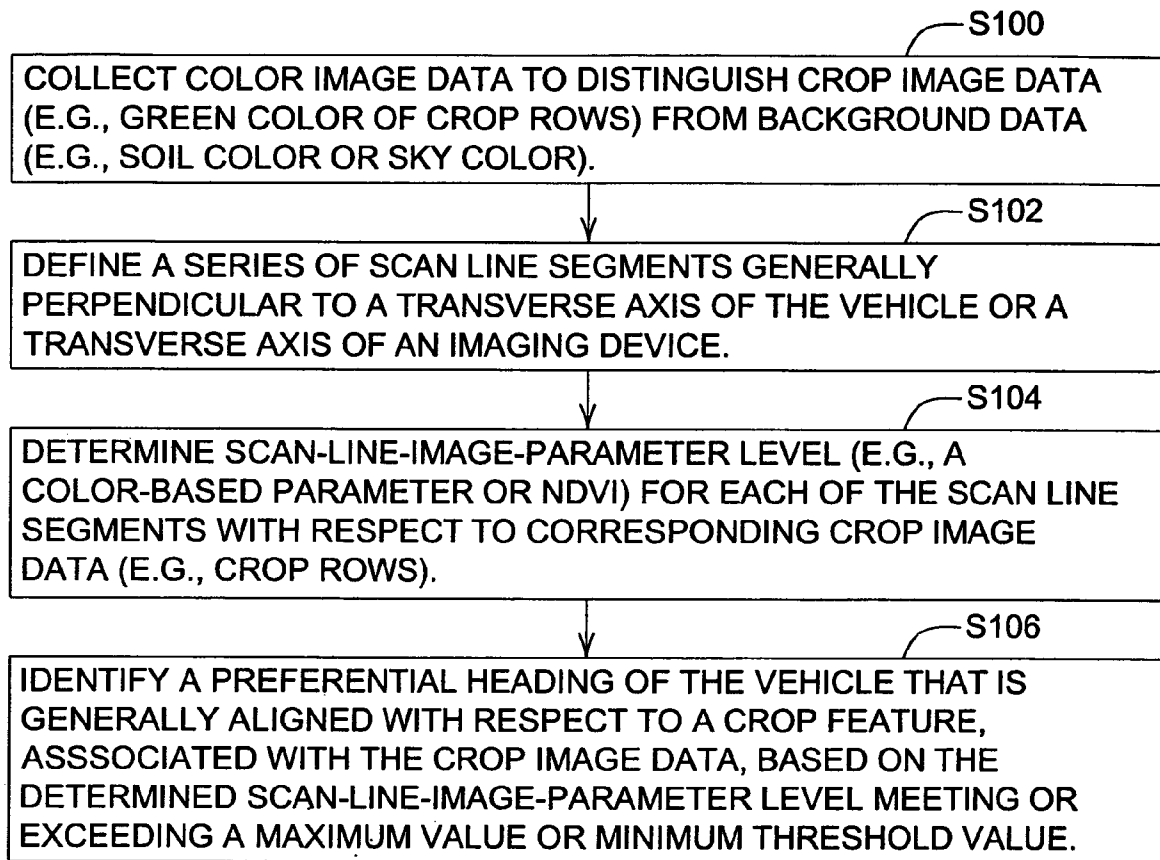 S100
COLLECT COLOR IMAGE DATA TO DISTINGUISH CROP IMAGE DATA
(E.G., GREEN COLOR OF CROP ROWS) FROM BACKGROUND DATA
(E.G., SOIL COLOR OR SKY COLOR).
S102
DEFINE A SERIES OF SCAN LINE SEGMENTS GENERALLY
PERPENDICULAR TO A TRANSVERSE AXIS OF THE VEHICLE OR A
TRANSVERSE AXIS OF AN IMAGING DEVICE.
S104
DETERMINE SCAN-LINE-IMAGE-PARAMETER LEVEL (E.G., A
COLOR-BASED PARAMETER OR NDVI) FOR EACH OF THE SCAN LINE
SEGMENTS WITH RESPECT TO CORRESPONDING CROP IMAGE
DATA (E.G., CROP ROWS).
S106
IDENTIFY A PREFERENTIAL HEADING OF THE VEHICLE THAT IS
GENERALLY ALIGNED WITH RESPECT TO A CROP FEATURE,
ASSSOCIATED WITH THE CROP IMAGE DATA, BASED ON THE
DETERMINED SCAN-LINE-IMAGE-PARAMETER LEVEL MEETING OR
EXCEEDING A MAXIMUM VALUE OR MINIMUM THRESHOLD VALUE.